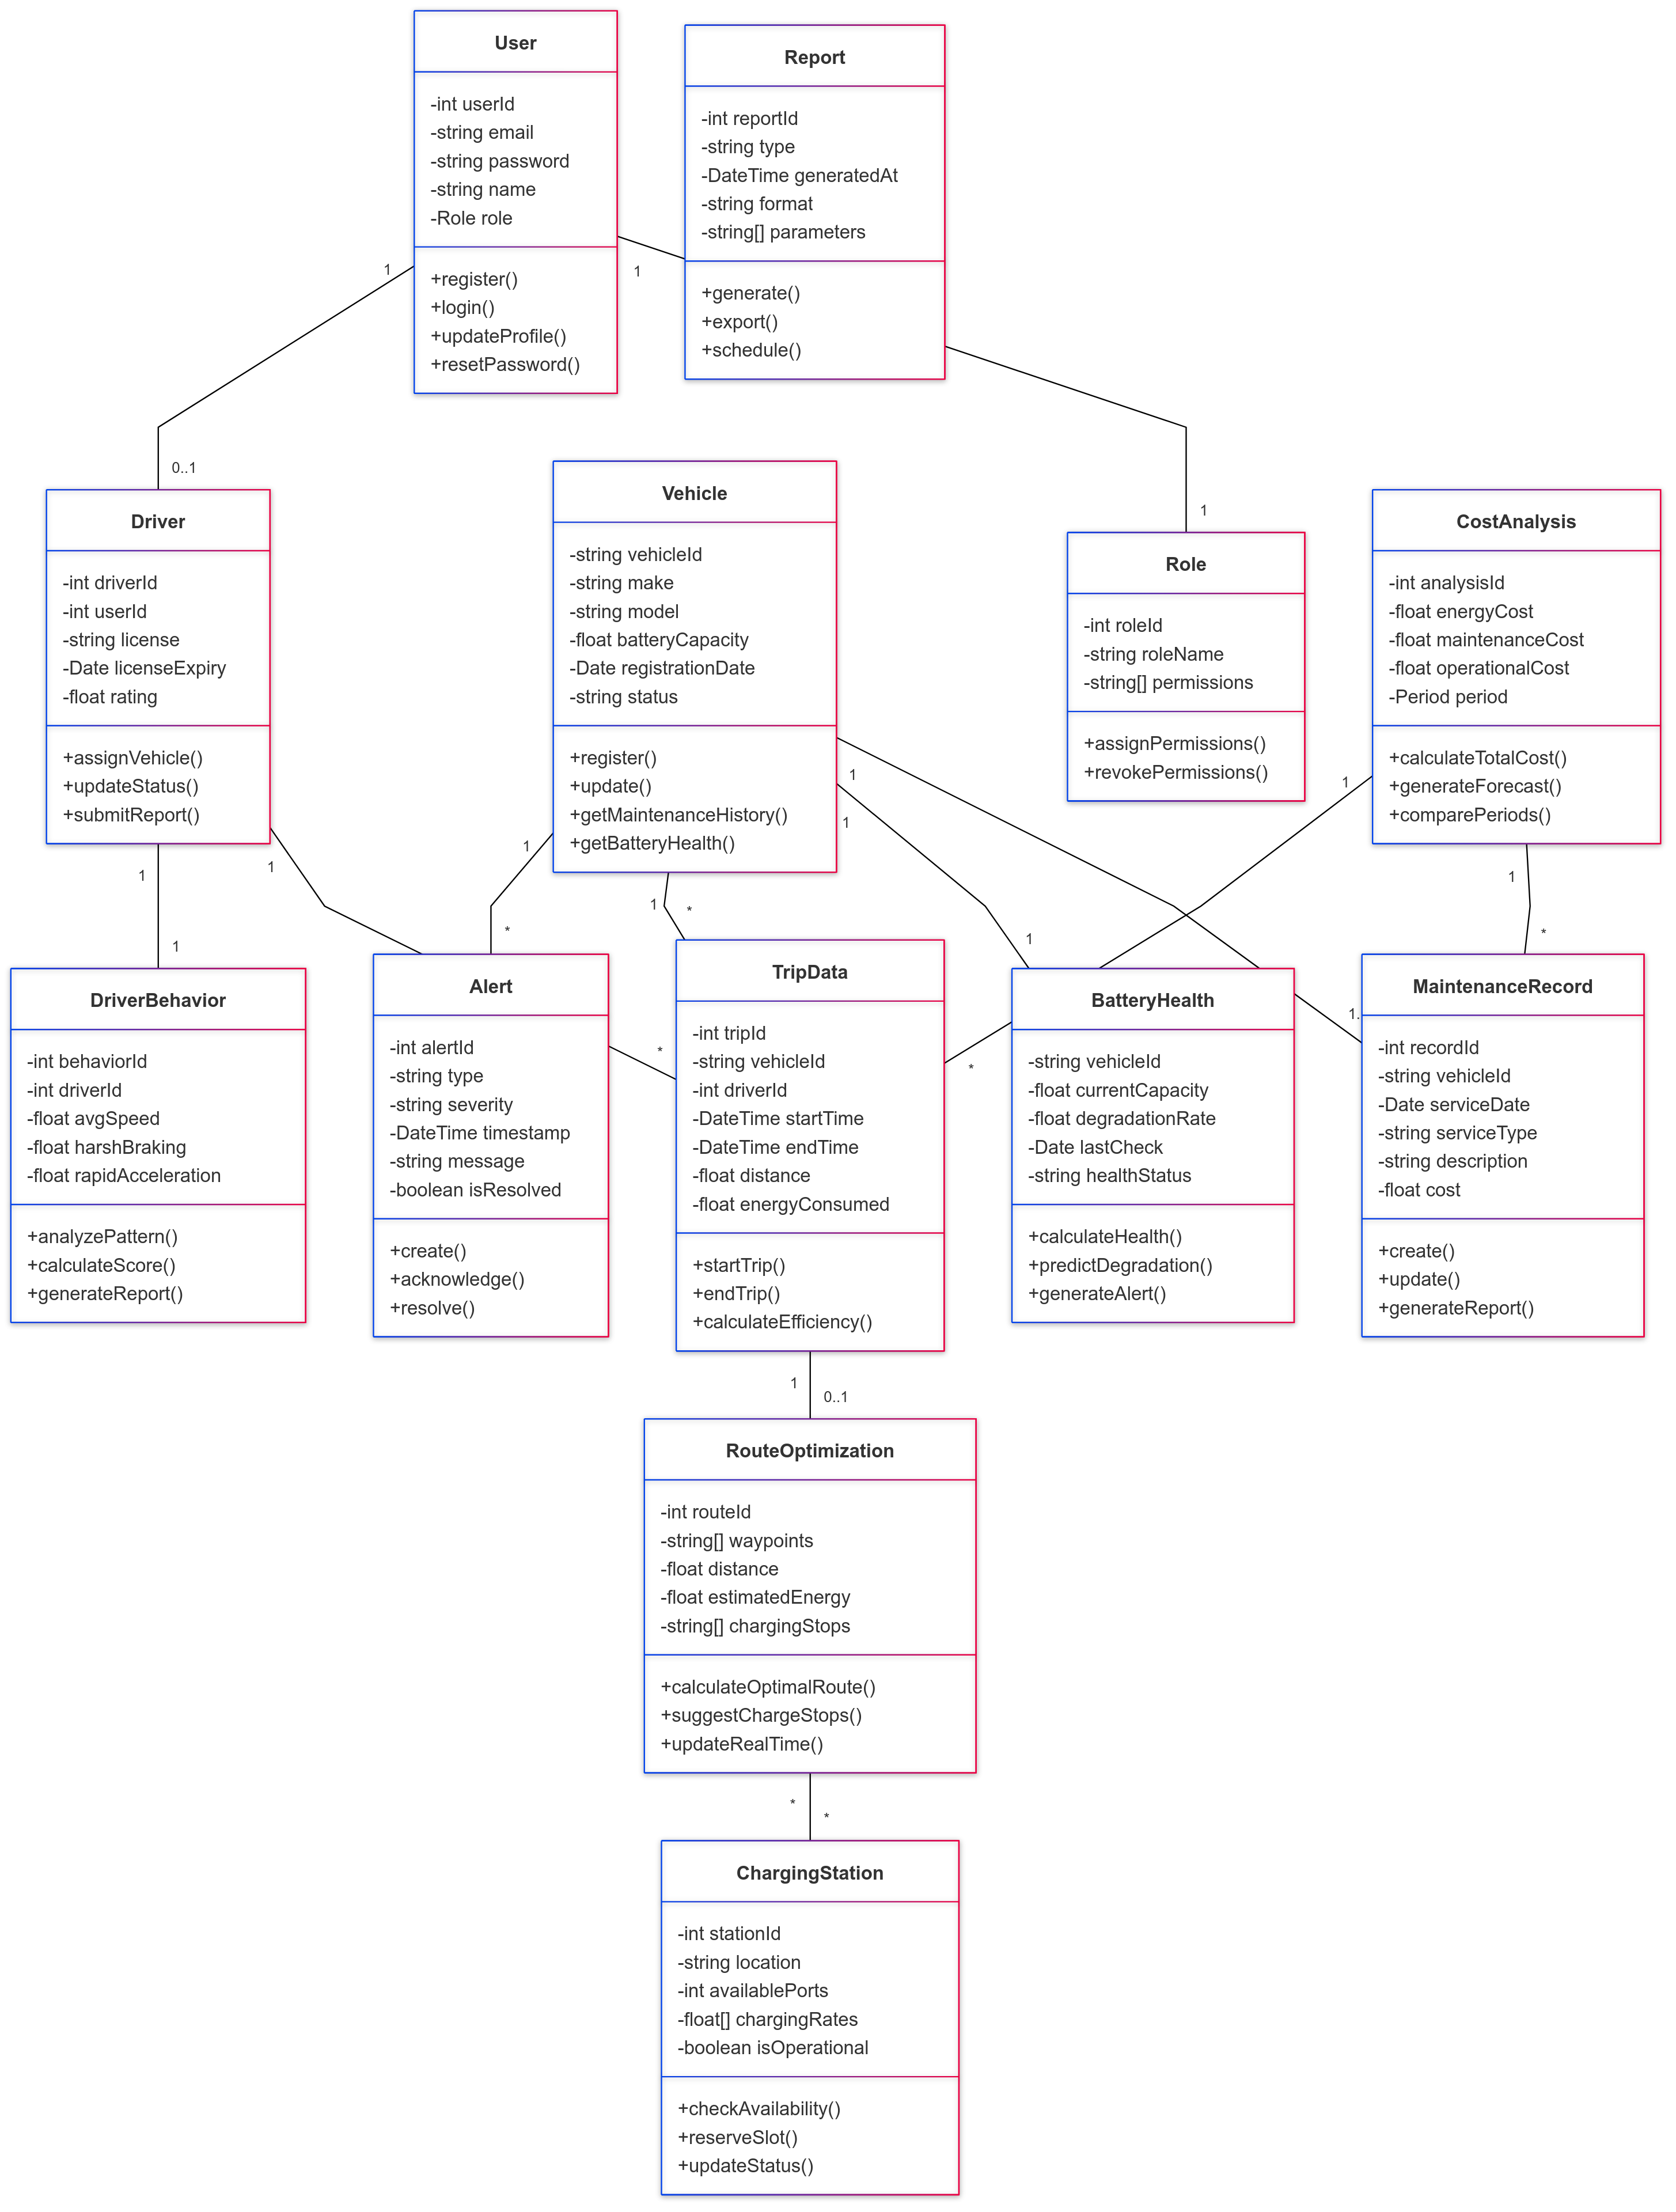 User
-int userId
-string email
-string password
-string name
-Role role
+register()
+login()
+updateProfile()
+resetPassword()
Report
-int reportId
-string type
-DateTime generatedAt
-string format
-string[] parameters
+generate()
+export()
+schedule()
1
1
0..1
1
Driver
-int driverId
-int userId
-string license
-Date licenseExpiry
-float rating
+assignVehicle()
+updateStatus()
+submitReport()
Vehicle
-string vehicleId
-string make
-string model
-float batteryCapacity
-Date registrationDate
-string status
+register()
+update()
+getMaintenanceHistory()
+getBatteryHealth()
Role
-int roleId
-string roleName
-string[] permissions
+assignPermissions()
+revokePermissions()
CostAnalysis
-int analysisId
-float energyCost
-float maintenanceCost
-float operationalCost
-Period period
+calculateTotalCost()
+generateForecast()
+comparePeriods()
1
1
1
1
1
1
1
1
*
1
*
*
1
1.
*
*
*
DriverBehavior
-int behaviorId
-int driverId
-float avgSpeed
-float harshBraking
-float rapidAcceleration
+analyzePattern()
+calculateScore()
+generateReport()
Alert
-int alertId
-string type
-string severity
-DateTime timestamp
-string message
-boolean isResolved
+create()
+acknowledge()
+resolve()
TripData
-int tripId
-string vehicleId
-int driverId
-DateTime startTime
-DateTime endTime
-float distance
-float energyConsumed
+startTrip()
+endTrip()
+calculateEfficiency()
BatteryHealth
-string vehicleId
-float currentCapacity
-float degradationRate
-Date lastCheck
-string healthStatus
+calculateHealth()
+predictDegradation()
+generateAlert()
MaintenanceRecord
-int recordId
-string vehicleId
-Date serviceDate
-string serviceType
-string description
-float cost
+create()
+update()
+generateReport()
1
0..1
RouteOptimization
-int routeId
-string[] waypoints
-float distance
-float estimatedEnergy
-string[] chargingStops
+calculateOptimalRoute()
+suggestChargeStops()
+updateRealTime()
*
*
ChargingStation
-int stationId
-string location
-int availablePorts
-float[] chargingRates
-boolean isOperational
+checkAvailability()
+reserveSlot()
+updateStatus()